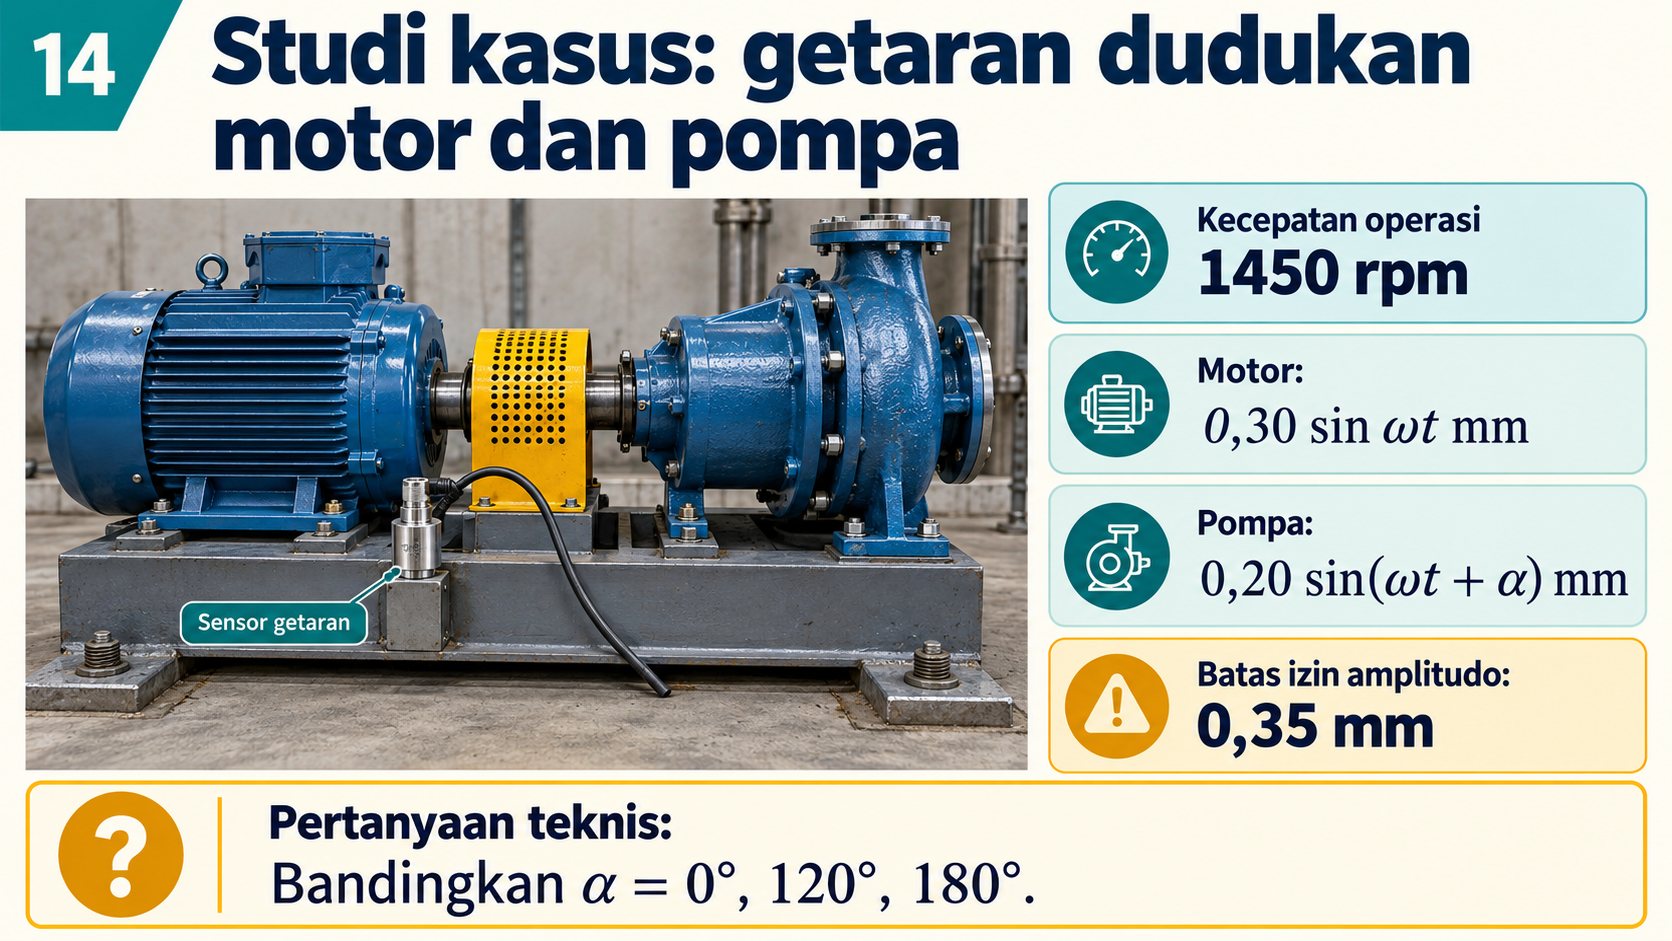 14
Studi kasus: getaran dudukan
motor dan pompa
Kecepatan operasi
1450 rpm
Motor:
0,30 sin ωt mm
Pompa:
0,20 sin(ωt + α) mm
Batas izin amplitudo:
0,35 mm
Sensor getaran
Pertanyaan teknis:
Bandingkan α = 0°, 120°, 180°.